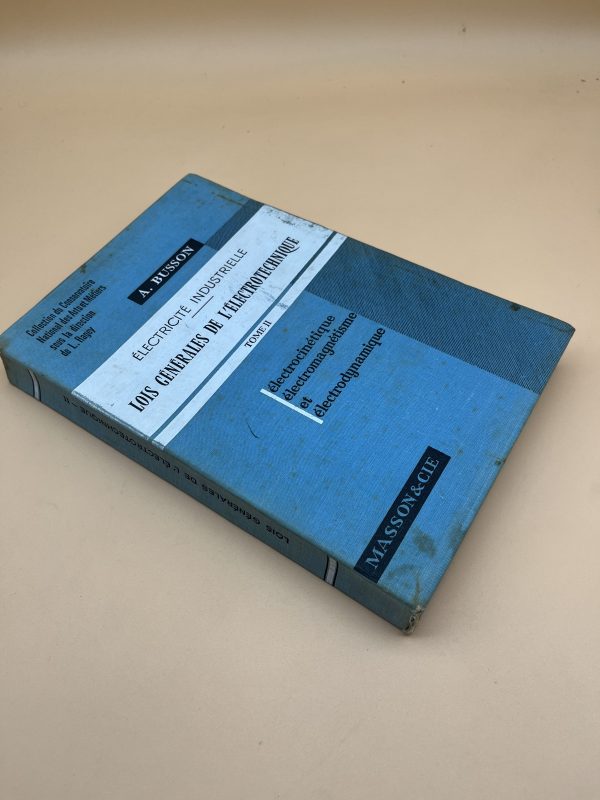 Collection du Conservatoire
National des Arts et Métiers
sous la direction
de L. Ragey
A. BUSSON
ÉLECTRICITÉ INDUSTRIELLE
LOIS GÉNÉRALES DE L'ÉLECTROTECHNIQUE
TOME II
électrocinétique
électromagnétisme
et
électrodynamique
MASSON & CIE
LOIS GÉNÉRALES DE L'ÉLECTROTECHNIQUE - II